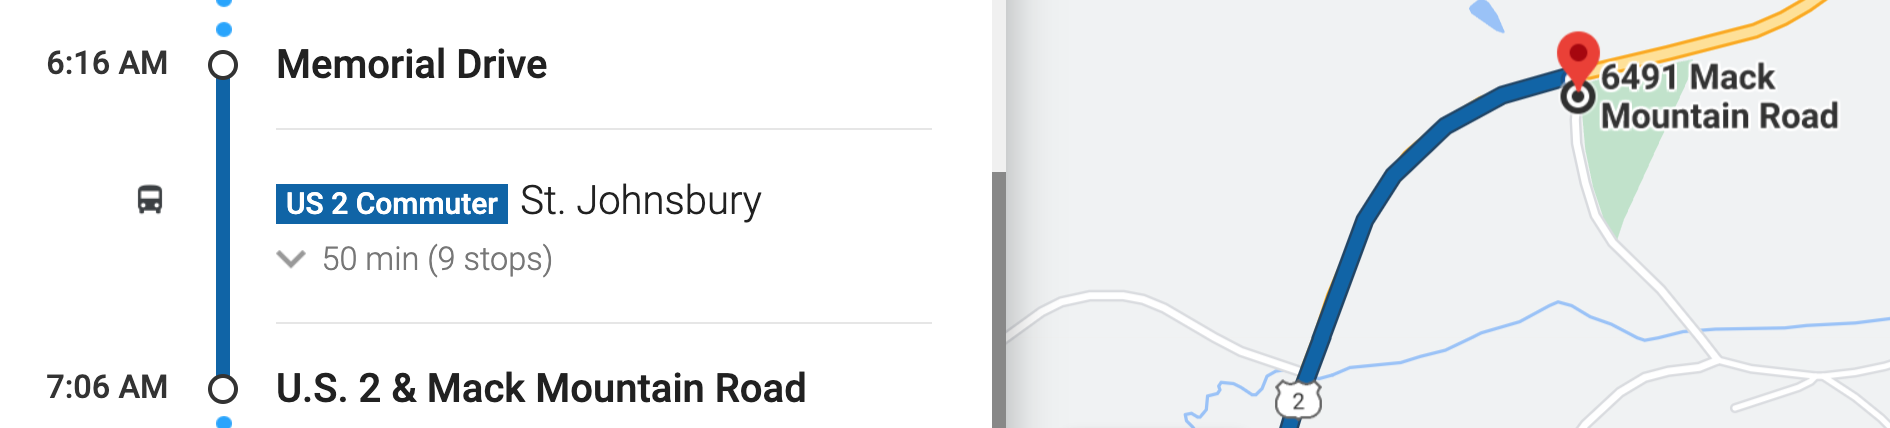 6:16 AM Memorial Drive
US 2 Commuter St. Johnsbury
50 min (9 stops)
7:06 AM U.S. 2 & Mack Mountain Road
6491 Mack
Mountain Road
2